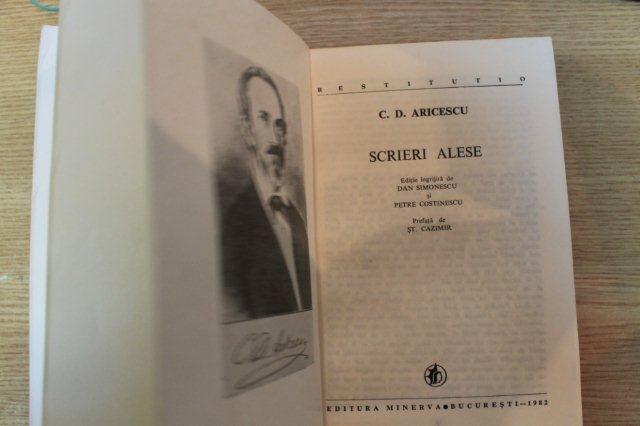 RESTITUTIO
C. D. ARICESCU
SCRIERI ALESE
Ediție îngrijită de
DAN SIMONESCU
și
PETRE COSTINESCU
Prefață de
ȘT. CAZIMIR
EDITURA MINERVA●BUCUREȘTI—1982